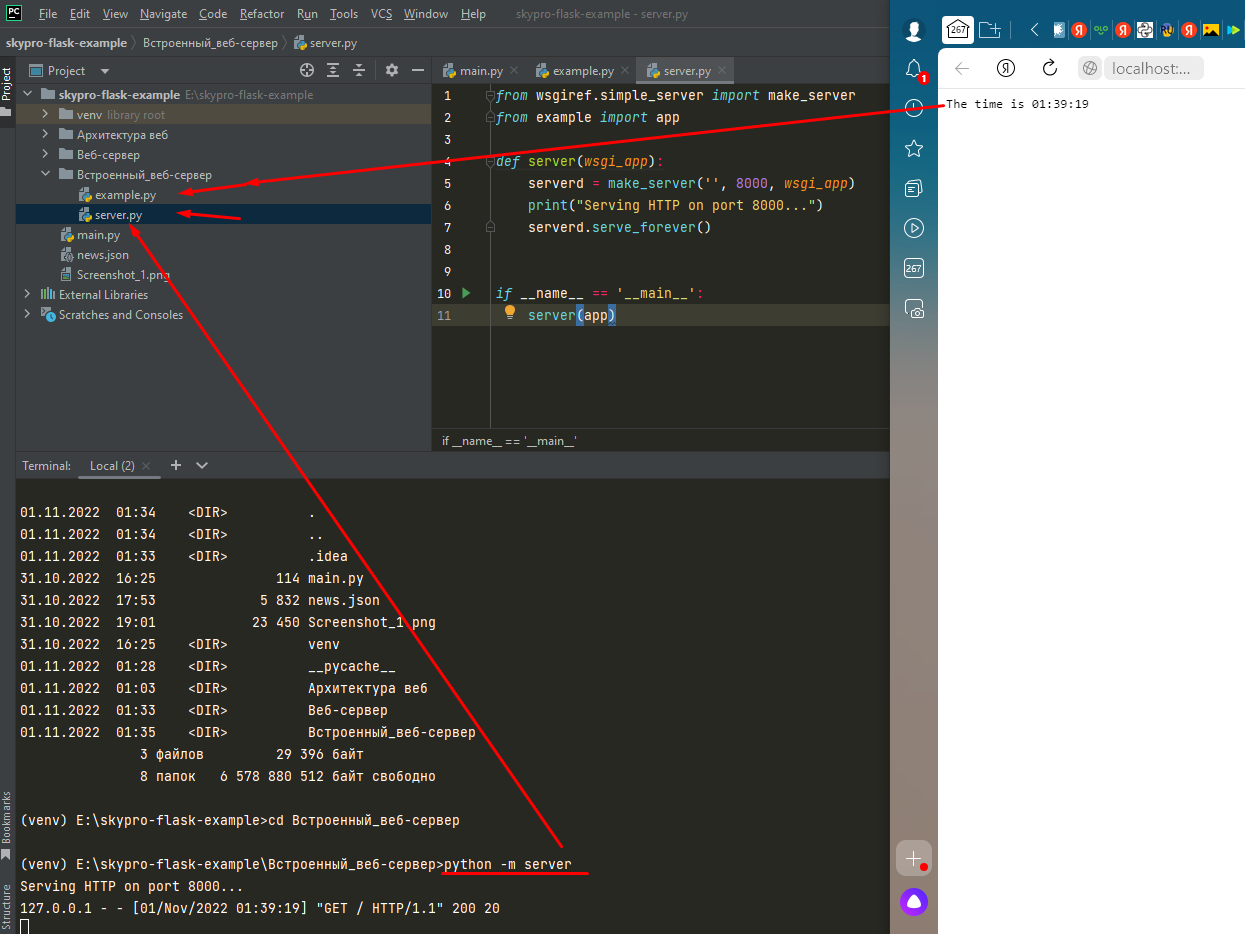 PC File Edit View Navigate Code Refactor Run Tools VCS Window Help skypro-flask-example - server.py
skypro-flask-example Встроенный_веб-сервер server.py
Project
Project
skypro-flask-example E:\skypro-flask-example
venv library root
Архитектура веб
Веб-сервер
Встроенный_веб-сервер
example.py
server.py
main.py
news.json
Screenshot_1.png
External Libraries
Scratches and Consoles
main.py example.py server.py
1 from wsgiref.simple_server import make_server
2 from example import app
3
4 def server(wsgi_app):
5 serverd = make_server('', 8000, wsgi_app)
6 print("Serving HTTP on port 8000...")
7 serverd.serve_forever()
8
9
10 if __name__ == '__main__':
11 server(app)
if __name__ == '__main__'
Terminal: Local (2)
01.11.2022 01:34 <DIR> .
01.11.2022 01:34 <DIR> ..
01.11.2022 01:33 <DIR> .idea
31.10.2022 16:25 114 main.py
31.10.2022 17:53 5 832 news.json
31.10.2022 19:01 23 450 Screenshot_1.png
31.10.2022 16:25 <DIR> venv
01.11.2022 01:28 <DIR> __pycache__
01.11.2022 01:03 <DIR> Архитектура веб
01.11.2022 01:33 <DIR> Веб-сервер
01.11.2022 01:35 <DIR> Встроенный_веб-сервер
3 файлов 29 396 байт
8 папок 6 578 880 512 байт свободно
(venv) E:\skypro-flask-example>cd Встроенный_веб-сервер
(venv) E:\skypro-flask-example\Встроенный_веб-сервер>python -m server
Serving HTTP on port 8000...
127.0.0.1 - - [01/Nov/2022 01:39:19] "GET / HTTP/1.1" 200 20
Bookmarks
Structure
267
Я
Я
Я
1
Я
localhost:...
The time is 01:39:19
267